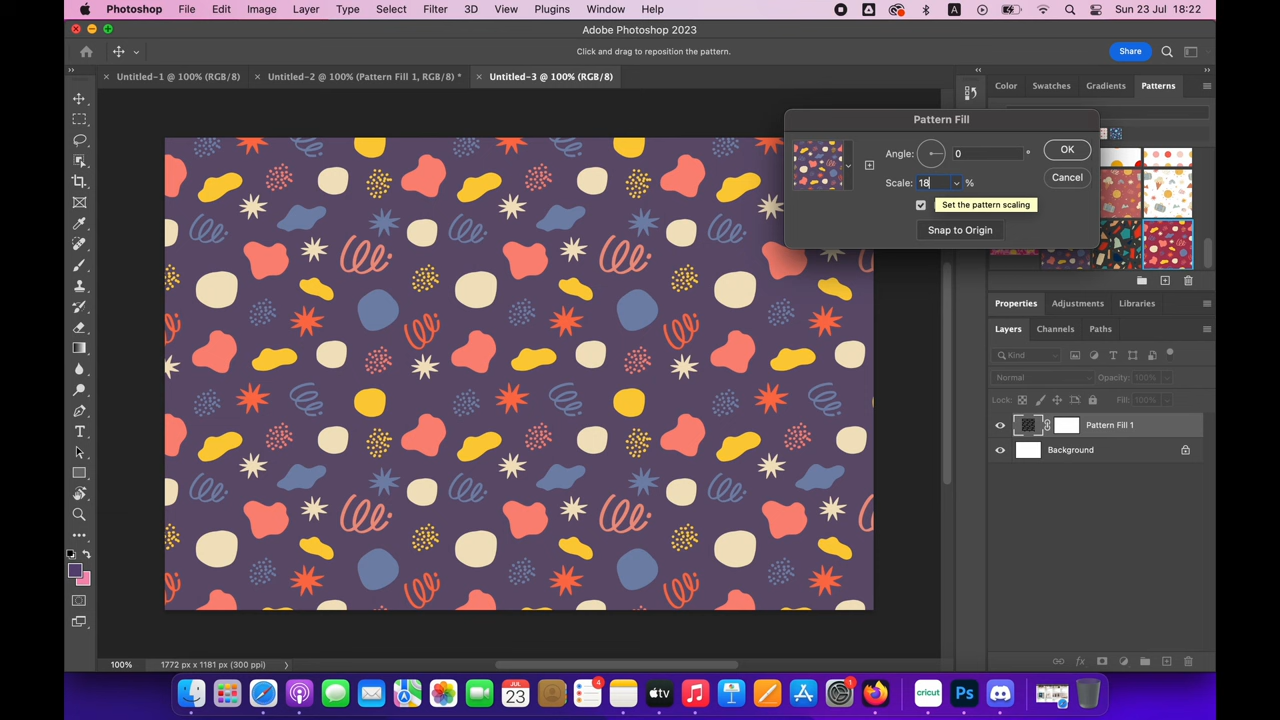 Photoshop File Edit Image Layer Type Select Filter 3D View Plugins Window Help A Sun 23 Jul 18:22
Adobe Photoshop 2023
Click and drag to reposition the pattern.
Share
Untitled-1 @ 100% (RGB/8) Untitled-2 @ 100% (Pattern Fill 1, RGB/8) * Untitled-3 @ 100% (RGB/8)
Color Swatches Gradients Patterns
Pattern Fill
Angle: 0 °
OK
Scale: 18 %
Cancel
Set the pattern scaling
Snap to Origin
Properties Adjustments Libraries
Layers Channels Paths
Kind
Normal Opacity: 100%
Lock: Fill: 100%
Pattern Fill 1
Background
100% 1772 px x 1181 px (300 ppi)
JUL
23
4
tv
1
cricut
Ps